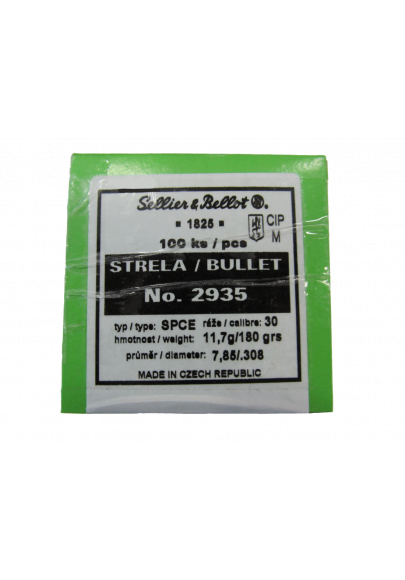 Sellier & Bellot
1825
CIP
M
100 ks / pcs
STRELA / BULLET
No. 2935
typ / type: SPCE ráže / calibre: 30
hmotnost / weight: 11,7g/180 grs
průměr / diameter: 7,85/.308
MADE IN CZECH REPUBLIC